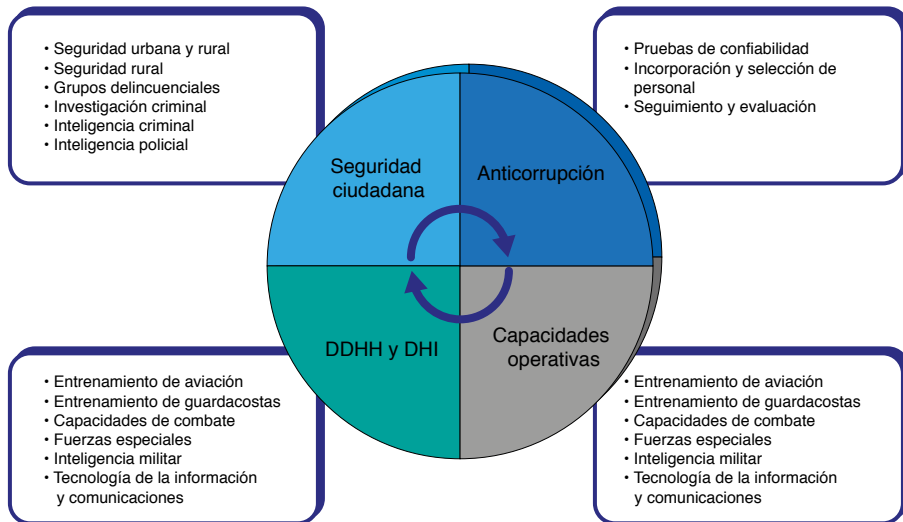 • Seguridad urbana y rural
• Seguridad rural
• Grupos delincuenciales
• Investigación criminal
• Inteligencia criminal
• Inteligencia policial
• Pruebas de confiabilidad
• Incorporación y selección de
personal
• Seguimiento y evaluación
Seguridad
ciudadana
Anticorrupción
DDHH y DHI
Capacidades
operativas
• Entrenamiento de aviación
• Entrenamiento de guardacostas
• Capacidades de combate
• Fuerzas especiales
• Inteligencia militar
• Tecnología de la información
y comunicaciones
• Entrenamiento de aviación
• Entrenamiento de guardacostas
• Capacidades de combate
• Fuerzas especiales
• Inteligencia militar
• Tecnología de la información
y comunicaciones